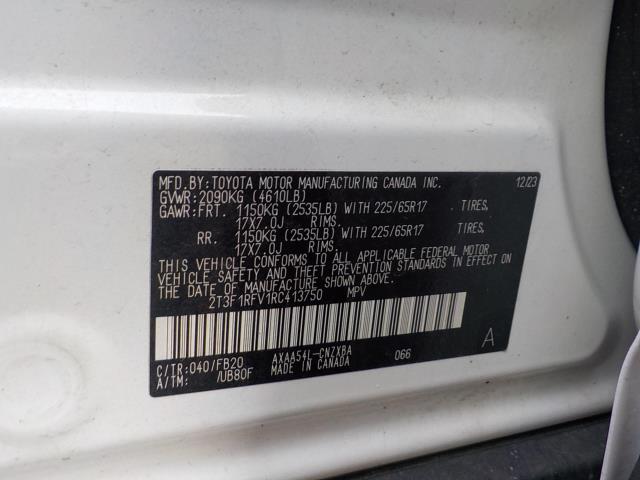 MFD.BY:TOYOTA MOTOR MANUFACTURING CANADA INC. 12/23
GVWR:2090KG (4610LB)
GAWR:FRT. 1150KG (2535LB) WITH 225/65R17 TIRES,
17X7.0J RIMS.
RR. 1150KG (2535LB) WITH 225/65R17 TIRES,
17X7.0J RIMS.
THIS VEHICLE CONFORMS TO ALL APPLICABLE FEDERAL MOTOR
VEHICLE SAFETY AND THEFT PREVENTION STANDARDS IN EFFECT ON
THE DATE OF MANUFACTURE SHOWN ABOVE.
2T3F1RFV1RC413750 MPV
C/TR:040/FB20 AXAA54L-CNZXBA 066 A
A/TM: /UB80F MADE IN CANADA